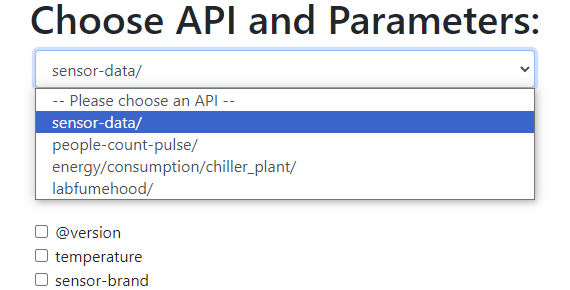 Choose API and Parameters:
sensor-data/
-- Please choose an API --
sensor-data/
people-count-pulse/
energy/consumption/chiller_plant/
labfumehood/
@version
temperature
sensor-brand